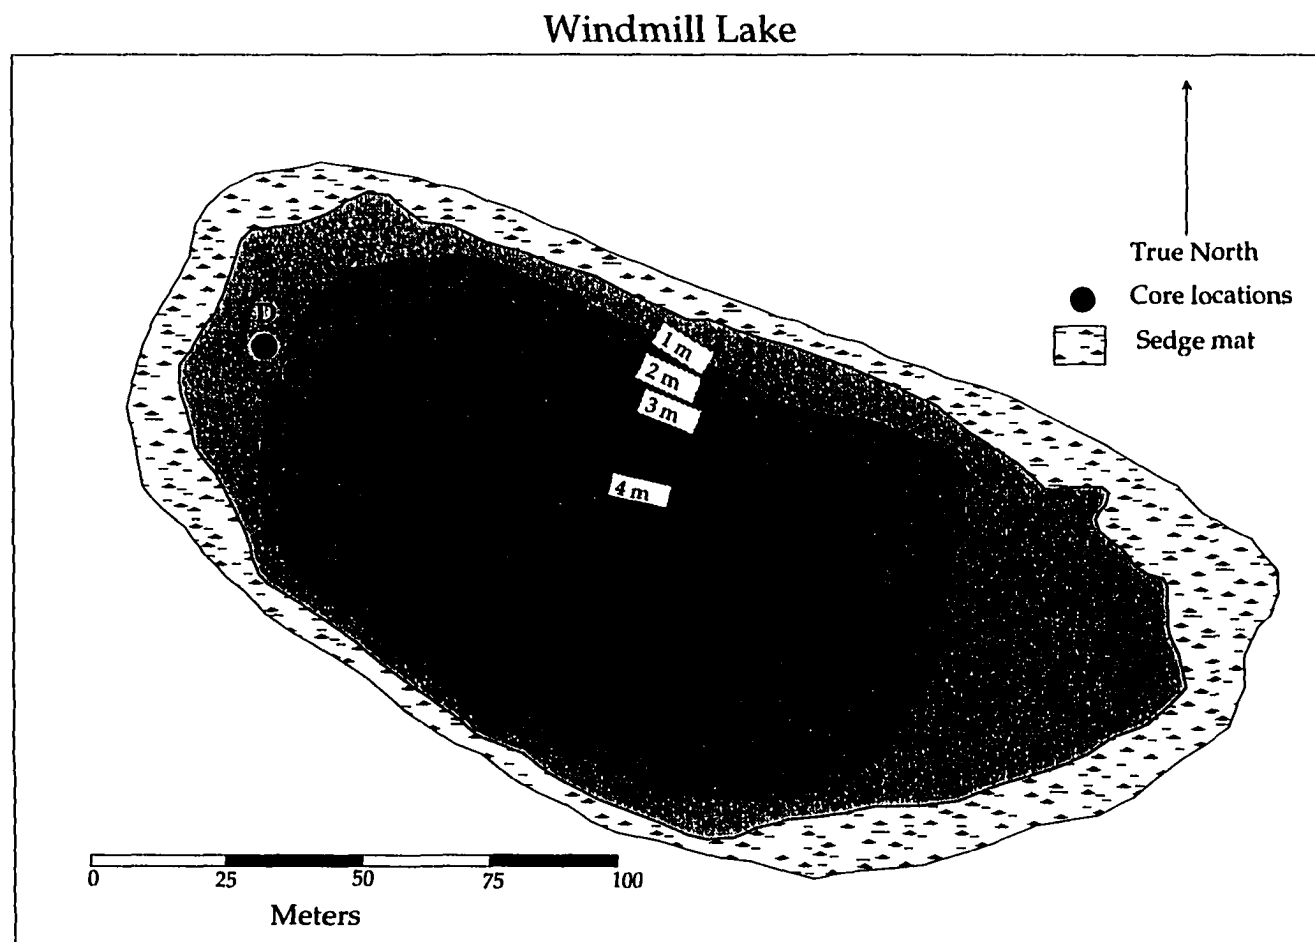 Windmill Lake
True North
Core locations
Sedge mat
D
1 m
2 m
3 m
4 m
0 25 50 75 100
Meters